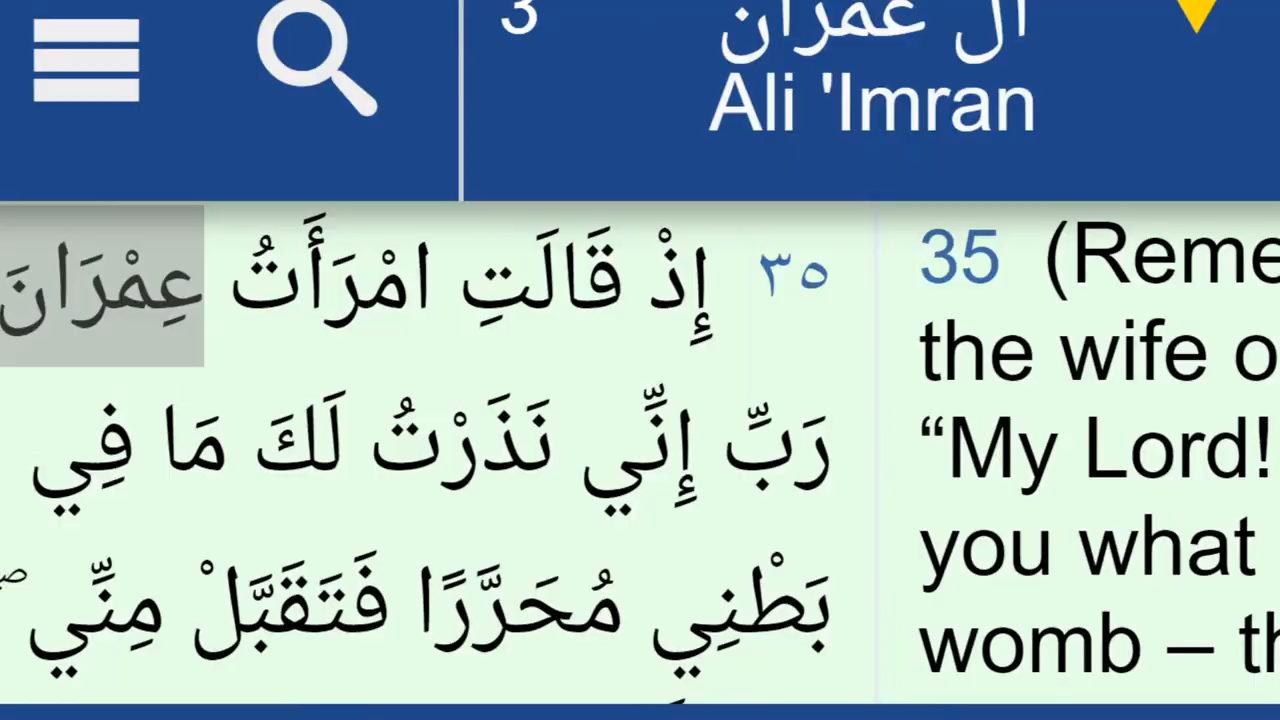 3
آل عمران
Ali 'Imran
٣٥ إِذْ قَالَتِ امْرَأَتُ عِمْرَانَ
رَبِّ إِنِّي نَذَرْتُ لَكَ مَا فِي
بَطْنِي مُحَرَّرًا فَتَقَبَّلْ مِنِّي ۖ
35 (Reme
the wife o
“My Lord!
you what
womb – th